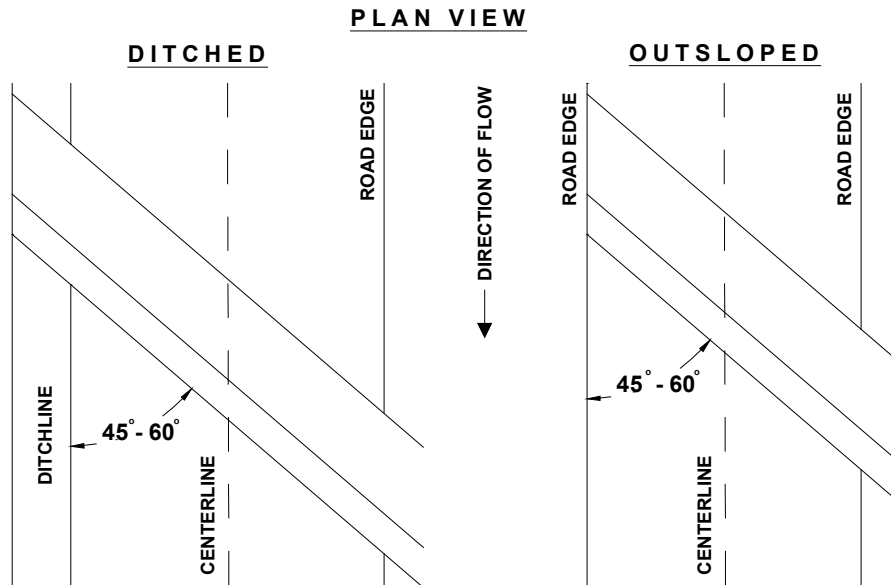 PLAN VIEW
DITCHED
OUTSLOPED
ROAD EDGE
DIRECTION OF FLOW
ROAD EDGE
ROAD EDGE
45° - 60°
45° - 60°
DITCHLINE
CENTERLINE
CENTERLINE